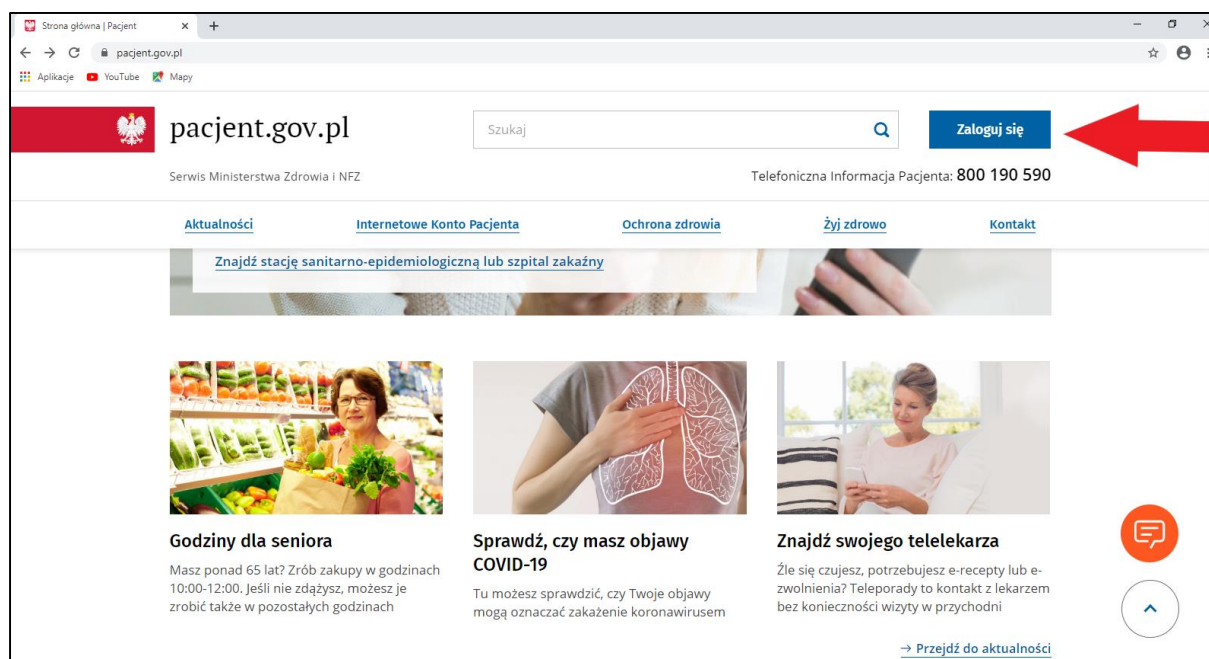 Strona główna | Pacjent
pacjent.gov.pl
Aplikacje YouTube Mapy
pacjent.gov.pl
Szukaj
Zaloguj się
Serwis Ministerstwa Zdrowia i NFZ
Telefoniczna Informacja Pacjenta: 800 190 590
Aktualności Internetowe Konto Pacjenta Ochrona zdrowia Żyj zdrowo Kontakt
Znajdź stację sanitarno-epidemiologiczną lub szpital zakaźny
Godziny dla seniora
Masz ponad 65 lat? Zrób zakupy w godzinach
10:00-12:00. Jeśli nie zdążysz, możesz je
zrobić także w pozostałych godzinach
Sprawdź, czy masz objawy
COVID-19
Tu możesz sprawdzić, czy Twoje objawy
mogą oznaczać zakażenie koronawirusem
Znajdź swojego telelekarza
Źle się czujesz, potrzebujesz e-recepty lub e-
zwolnienia? Teleporady to kontakt z lekarzem
bez konieczności wizyty w przychodni
→ Przejdź do aktualności